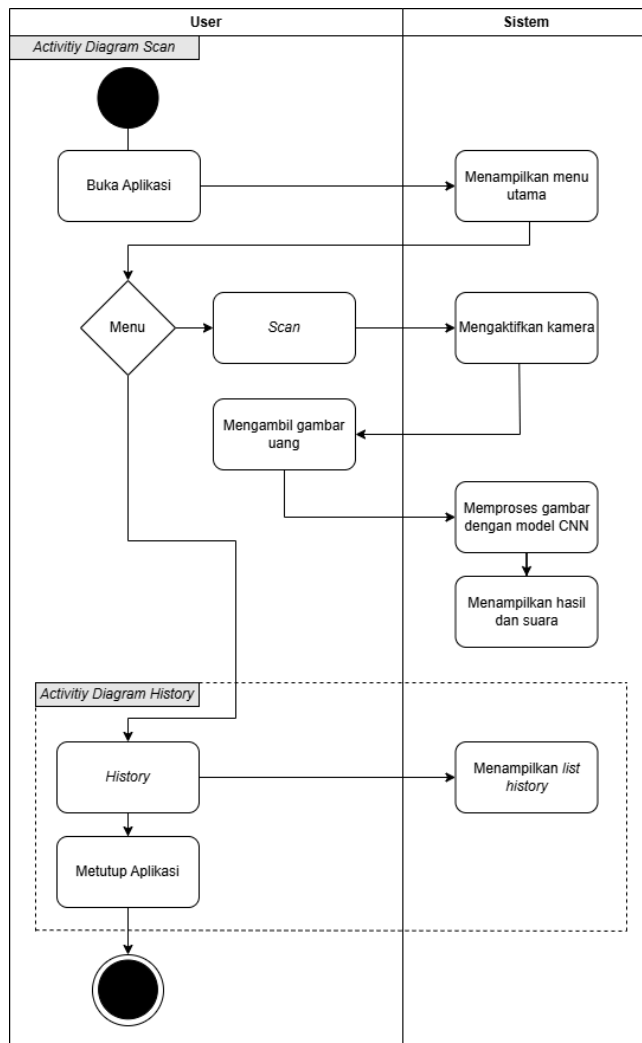 User
Sistem
Activitiy Diagram Scan
Buka Aplikasi
Menampilkan menu
utama
Menu
Scan
Mengaktifkan kamera
Mengambil gambar
uang
Memproses gambar
dengan model CNN
Menampilkan hasil
dan suara
Activitiy Diagram History
History
Menampilkan list
history
Metutup Aplikasi